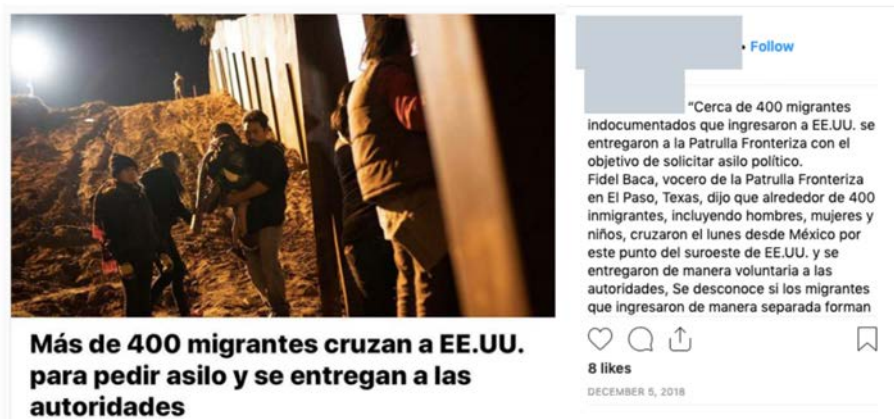 Más de 400 migrantes cruzan a EE.UU.
para pedir asilo y se entregan a las
autoridades
• Follow
“Cerca de 400 migrantes
indocumentados que ingresaron a EE.UU. se
entregaron a la Patrulla Fronteriza con el
objetivo de solicitar asilo político.
Fidel Baca, vocero de la Patrulla Fronteriza
en El Paso, Texas, dijo que alrededor de 400
inmigrantes, incluyendo hombres, mujeres y
niños, cruzaron el lunes desde México por
este punto del suroeste de EE.UU. y se
entregaron de manera voluntaria a las
autoridades, Se desconoce si los migrantes
que ingresaron de manera separada forman
8 likes
DECEMBER 5, 2018